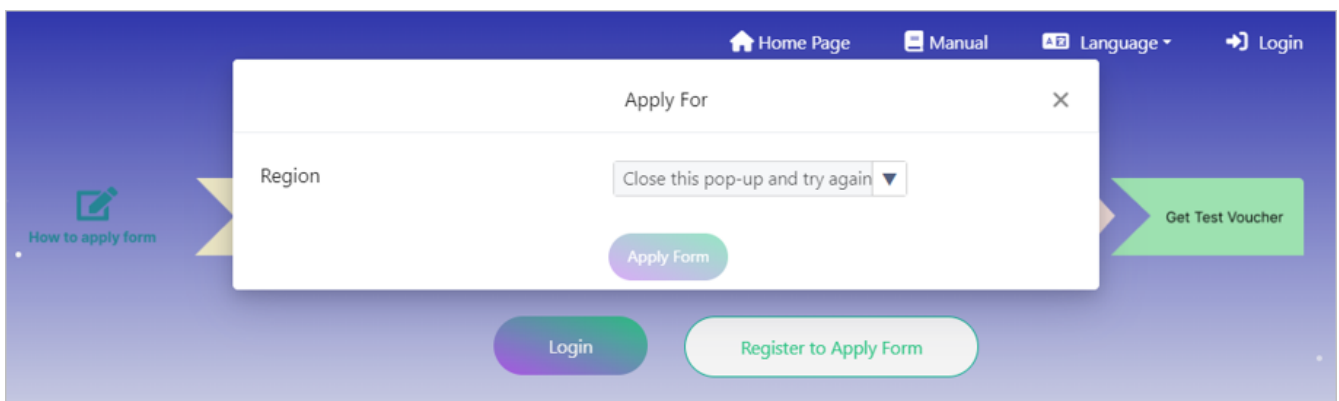 Home Page
Manual
Language
Login
Apply For
Region
Close this pop-up and try again
How to apply form
Get Test Voucher
Apply Form
Login
Register to Apply Form